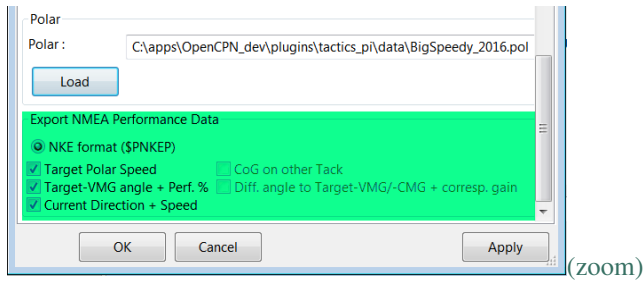 Polar
Polar :
C:\apps\OpenCPN_dev\plugins\tactics_pi\data\BigSpeedy_2016.pol
Load
Export NMEA Performance Data
NKE format ($PNKEP)
Target Polar Speed CoG on other Tack
Target-VMG angle + Perf. % Diff. angle to Target-VMG/-CMG + corresp. gain
Current Direction + Speed
OK Cancel Apply
(zoom)